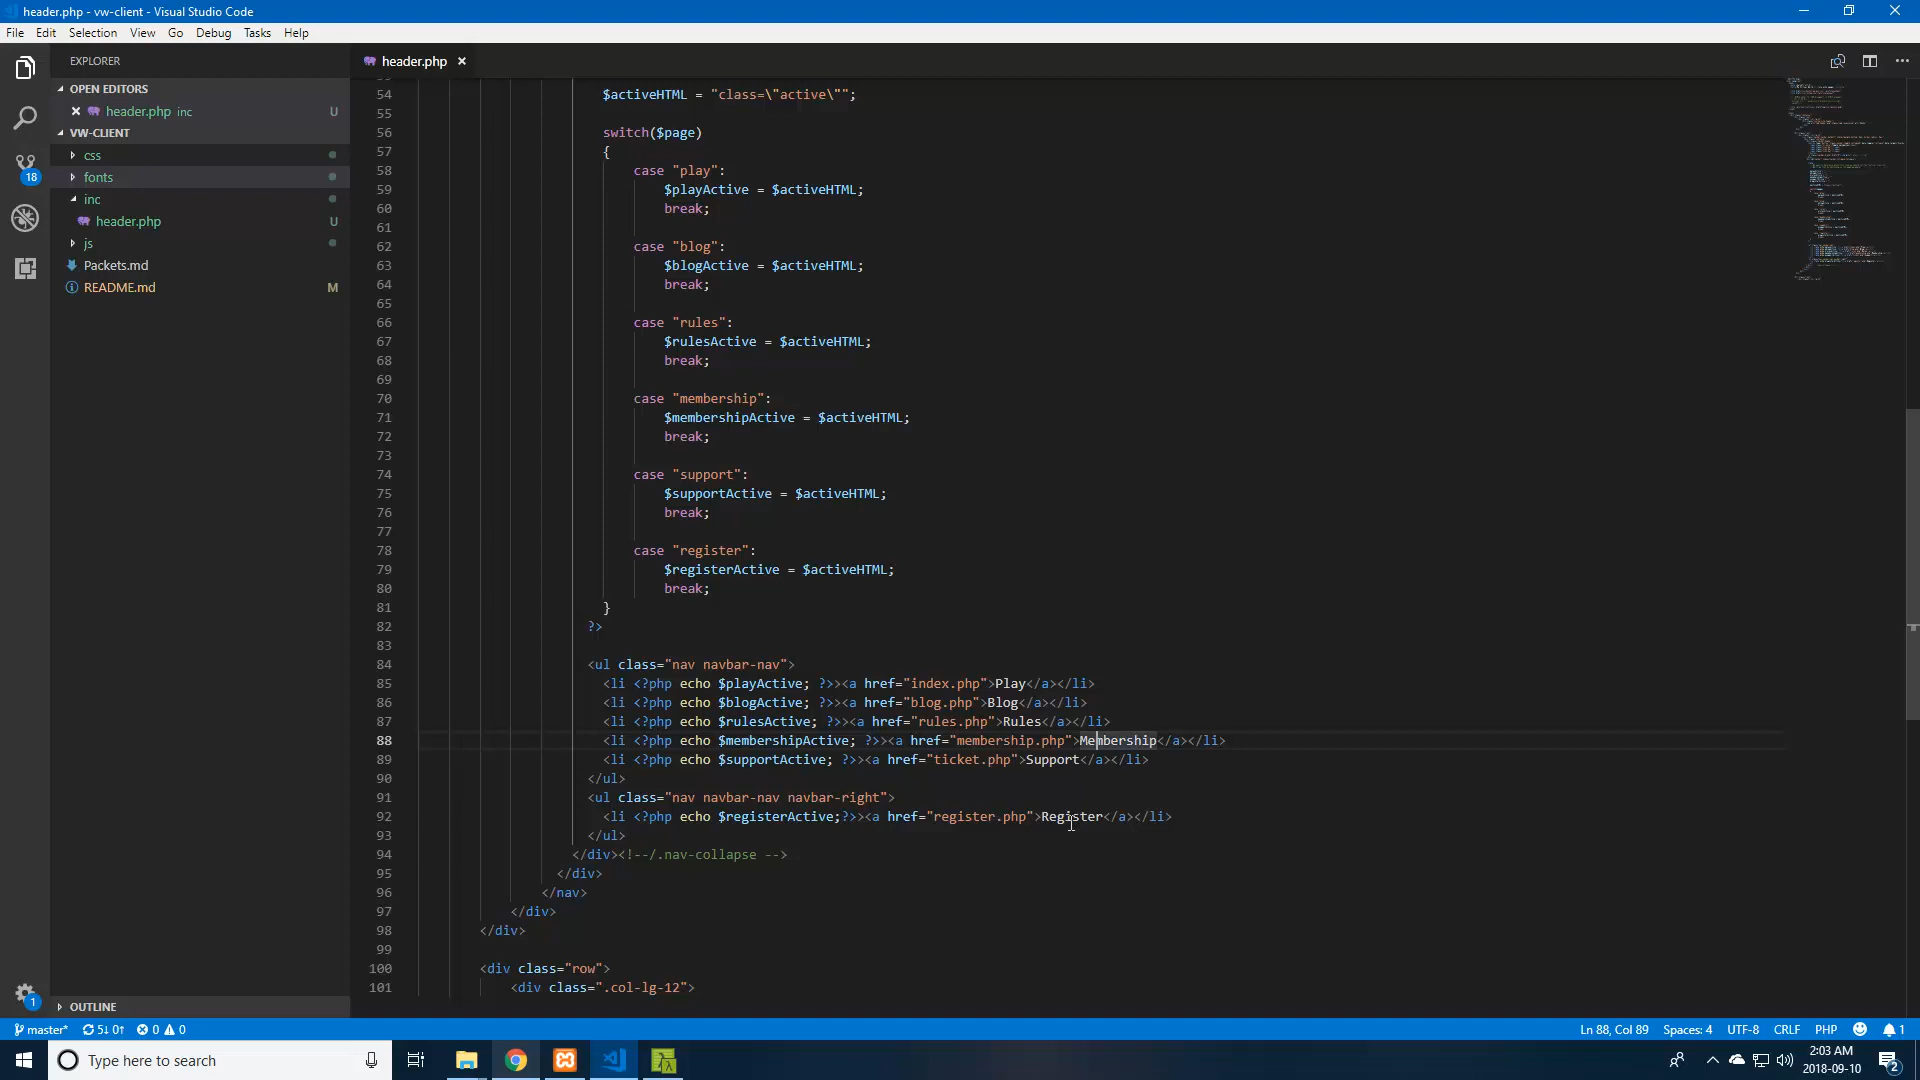 header.php - vw-client - Visual Studio Code
File Edit Selection View Go Debug Tasks Help
EXPLORER
OPEN EDITORS
header.php inc U
VW-CLIENT
css
fonts
inc
header.php U
js
Packets.md
README.md M
OUTLINE
18
1
header.php
54 $activeHTML = "class=\"active\"";
55
56 switch($page)
57 {
58 case "play":
59 $playActive = $activeHTML;
60 break;
61
62 case "blog":
63 $blogActive = $activeHTML;
64 break;
65
66 case "rules":
67 $rulesActive = $activeHTML;
68 break;
69
70 case "membership":
71 $membershipActive = $activeHTML;
72 break;
73
74 case "support":
75 $supportActive = $activeHTML;
76 break;
77
78 case "register":
79 $registerActive = $activeHTML;
80 break;
81 }
82 ?>
83
84 <ul class="nav navbar-nav">
85 <li <?php echo $playActive; ?>><a href="index.php">Play</a></li>
86 <li <?php echo $blogActive; ?>><a href="blog.php">Blog</a></li>
87 <li <?php echo $rulesActive; ?>><a href="rules.php">Rules</a></li>
88 <li <?php echo $membershipActive; ?>><a href="membership.php">Membership</a></li>
89 <li <?php echo $supportActive; ?>><a href="ticket.php">Support</a></li>
90 </ul>
91 <ul class="nav navbar-nav navbar-right">
92 <li <?php echo $registerActive;?>><a href="register.php">Register</a></li>
93 </ul>
94 </div><!--/.nav-collapse -->
95 </div>
96 </nav>
97 </div>
98 </div>
99
100 <div class="row">
101 <div class=".col-lg-12">
master* 5↓ 0↑ 0 0 Ln 88, Col 89 Spaces: 4 UTF-8 CRLF PHP 1
Type here to search
2:03 AM
2018-09-10
2